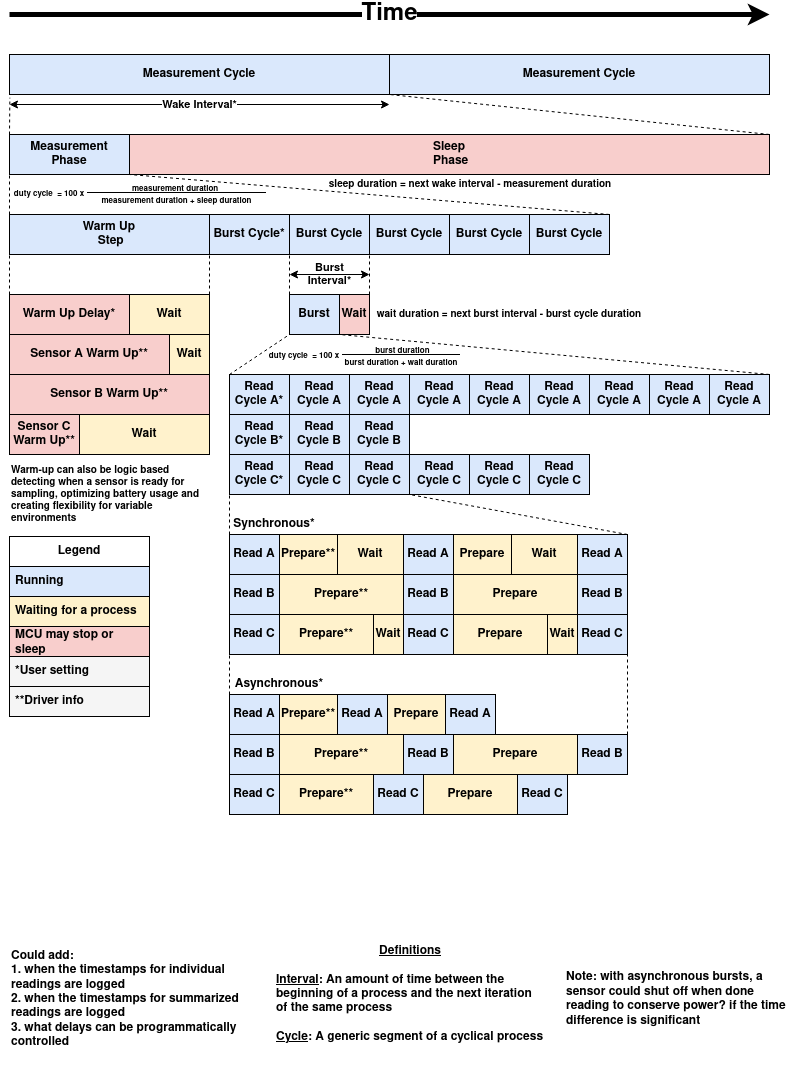 Time
Measurement Cycle
Measurement Cycle
Wake Interval*
Measurement
Phase
Sleep
Phase
sleep duration = next wake interval - measurement duration
duty cycle = 100 x
measurement duration
measurement duration + sleep duration
Warm Up
Step
Burst Cycle*
Burst Cycle
Burst Cycle
Burst Cycle
Burst Cycle
Burst
Interval*
Warm Up Delay*
Wait
Burst
Wait
wait duration = next burst interval - burst cycle duration
Sensor A Warm Up**
Wait
duty cycle = 100 x
burst duration
burst duration + wait duration
Sensor B Warm Up**
Read
Cycle A*
Read
Cycle A
Read
Cycle A
Read
Cycle A
Read
Cycle A
Read
Cycle A
Read
Cycle A
Read
Cycle A
Read
Cycle A
Sensor C
Warm Up**
Wait
Read
Cycle B*
Read
Cycle B
Read
Cycle B
Read
Cycle C*
Read
Cycle C
Read
Cycle C
Read
Cycle C
Read
Cycle C
Read
Cycle C
Warm-up can also be logic based
detecting when a sensor is ready for
sampling, optimizing battery usage and
creating flexibility for variable
environments
Synchronous*
Read A
Prepare**
Wait
Read A
Prepare
Wait
Read A
Read B
Prepare**
Read B
Prepare
Read B
Read C
Prepare**
Wait
Read C
Prepare
Wait
Read C
Legend
Running
Waiting for a process
MCU may stop or
sleep
*User setting
**Driver info
Asynchronous*
Read A
Prepare**
Read A
Prepare
Read A
Read B
Prepare**
Read B
Prepare
Read B
Read C
Prepare**
Read C
Prepare
Read C
Could add:
1. when the timestamps for individual
readings are logged
2. when the timestamps for summarized
readings are logged
3. what delays can be programmatically
controlled
Definitions
Interval: An amount of time between the
beginning of a process and the next iteration
of the same process
Cycle: A generic segment of a cyclical process
Note: with asynchronous bursts, a
sensor could shut off when done
reading to conserve power? if the time
difference is significant